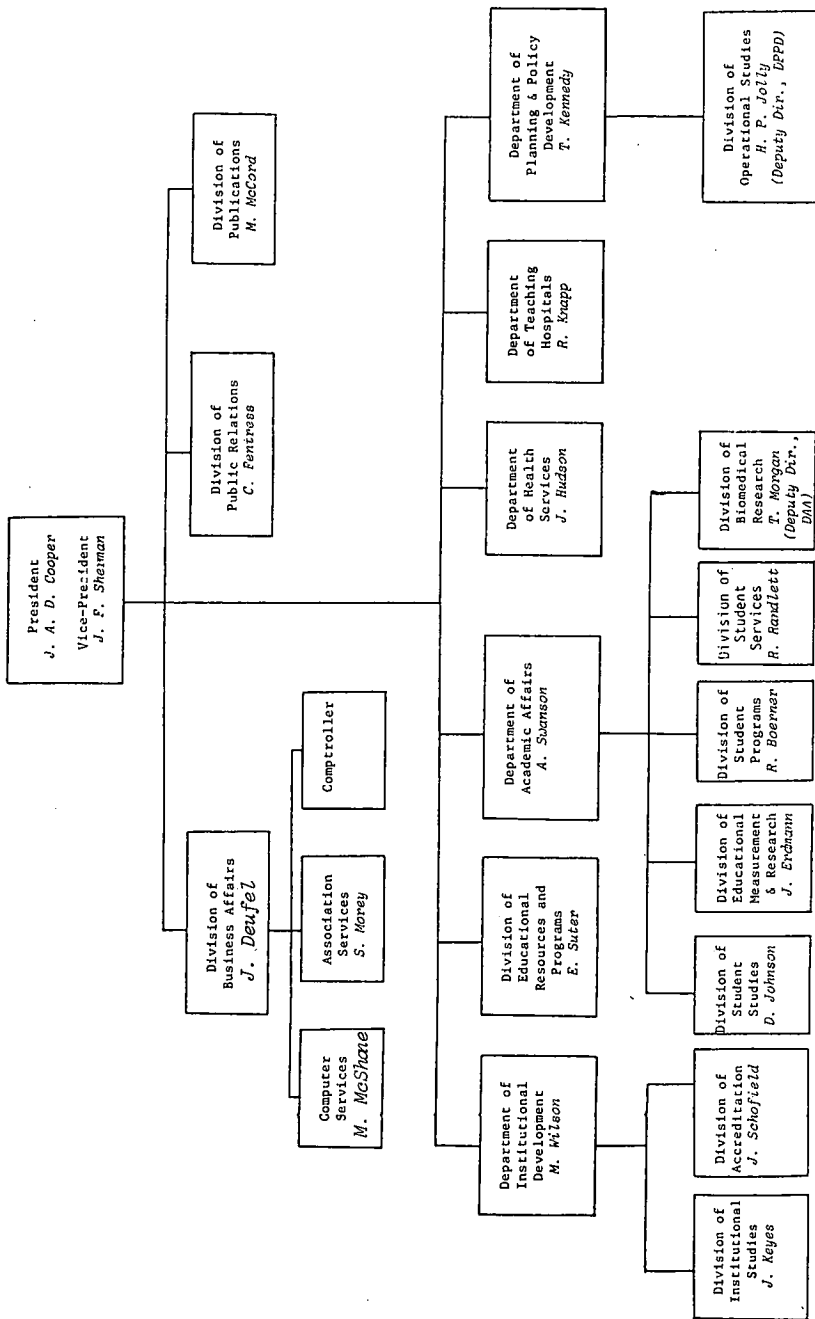 President
J. A. D. Cooper
Vice-President
J. F. Sherman
Division of
Business Affairs
J. Deufel
Division of
Public Relations
C. Fentress
Division of
Publications
M. McCord
Computer
Services
M. McShane
Association
Services
S. Morey
Comptroller
Department of
Institutional
Development
M. Wilson
Division of
Educational
Resources and
Programs
E. Suter
Department of
Academic Affairs
A. Swanson
Department
of Health
Services
J. Hudson
Department
of Teaching
Hospitals
R. Knapp
Department of
Planning & Policy
Development
T. Kennedy
Division of
Institutional
Studies
J. Keyes
Division of
Accreditation
J. Schofield
Division of
Student
Studies
D. Johnson
Division of
Educational
Measurement
& Research
J. Erdmann
Division of
Student
Programs
R. Boerner
Division of
Student
Services
R. Randlett
Division of
Biomedical
Research
T. Morgan
(Deputy Dir.,
DAA)
Division of
Operational Studies
H. P. Jolly
(Deputy Dir., DPPD)